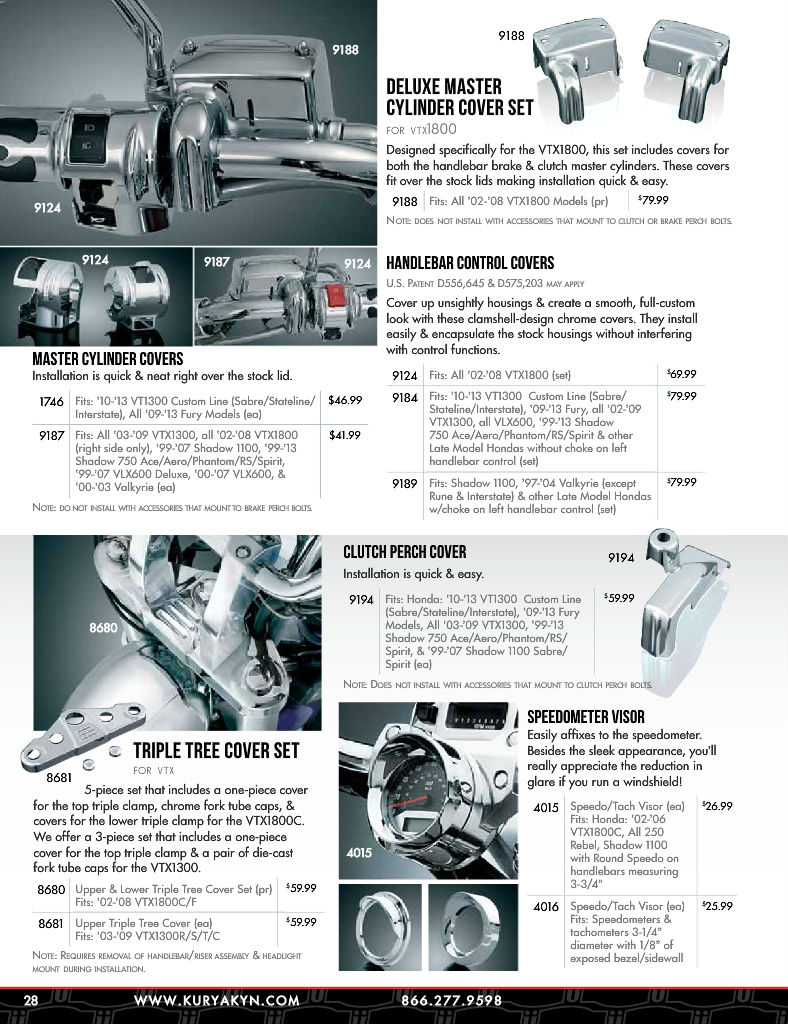 9188
9124
9124
9187
9124
MASTER CYLINDER COVERS
Installation is quick & neat right over the stock lid.
1746 Fits: '10-'13 VT1300 Custom Line (Sabre/Stateline/ $46.99
Interstate), All '09-'13 Fury Models (ea)
9187 Fits: All '03-'09 VTX1300, all '02-'08 VTX1800 $41.99
(right side only), '99-'07 Shadow 1100, '99-'13
Shadow 750 Ace/Aero/Phantom/RS/Spirit,
'99-'07 VLX600 Deluxe, '00-'07 VLX600, &
'00-'03 Valkyrie (ea)
NOTE: DO NOT INSTALL WITH ACCESSORIES THAT MOUNT TO BRAKE PERCH BOLTS.
9188
DELUXE MASTER
CYLINDER COVER SET
FOR VTX1800
Designed specifically for the VTX1800, this set includes covers for
both the handlebar brake & clutch master cylinders. These covers
fit over the stock lids making installation quick & easy.
9188 Fits: All '02-'08 VTX1800 Models (pr) $79.99
NOTE: DOES NOT INSTALL WITH ACCESSORIES THAT MOUNT TO CLUTCH OR BRAKE PERCH BOLTS.
HANDLEBAR CONTROL COVERS
U.S. PATENT D556,645 & D575,203 MAY APPLY
Cover up unsightly housings & create a smooth, full-custom
look with these clamshell-design chrome covers. They install
easily & encapsulate the stock housings without interfering
with control functions.
9124 Fits: All '02-'08 VTX1800 (set) $69.99
9184 Fits: '10-'13 VT1300 Custom Line (Sabre/ $79.99
Stateline/Interstate), '09-'13 Fury, all '02-'09
VTX1300, all VLX600, '99-'13 Shadow
750 Ace/Aero/Phantom/RS/Spirit & other
Late Model Hondas without choke on left
handlebar control (set)
9189 Fits: Shadow 1100, '97-'04 Valkyrie (except $79.99
Rune & Interstate) & other Late Model Hondas
w/choke on left handlebar control (set)
8680
8681
TRIPLE TREE COVER SET
FOR VTX
5-piece set that includes a one-piece cover
for the top triple clamp, chrome fork tube caps, &
covers for the lower triple clamp for the VTX1800C.
We offer a 3-piece set that includes a one-piece
cover for the top triple clamp & a pair of die-cast
fork tube caps for the VTX1300.
8680 Upper & Lower Triple Tree Cover Set (pr) $59.99
Fits: '02-'08 VTX1800C/F
8681 Upper Triple Tree Cover (ea) $59.99
Fits: '03-'09 VTX1300R/S/T/C
NOTE: REQUIRES REMOVAL OF HANDLEBAR/RISER ASSEMBLY & HEADLIGHT
MOUNT DURING INSTALLATION.
CLUTCH PERCH COVER
9194
Installation is quick & easy.
9194 Fits: Honda: '10-'13 VT1300 Custom Line $59.99
(Sabre/Stateline/Interstate), '09-'13 Fury
Models, All '03-'09 VTX1300, '99-'13
Shadow 750 Ace/Aero/Phantom/RS/
Spirit, & '99-'07 Shadow 1100 Sabre/
Spirit (ea)
NOTE: DOES NOT INSTALL WITH ACCESSORIES THAT MOUNT TO CLUTCH PERCH BOLTS.
4015
SPEEDOMETER VISOR
Easily affixes to the speedometer.
Besides the sleek appearance, you'll
really appreciate the reduction in
glare if you run a windshield!
4015 Speedo/Tach Visor (ea) $26.99
Fits: Honda: '02-'06
VTX1800C, All 250
Rebel, Shadow 1100
with Round Speedo on
handlebars measuring
3-3/4"
4016 Speedo/Tach Visor (ea) $25.99
Fits: Speedometers &
tachometers 3-1/4"
diameter with 1/8" of
exposed bezel/sidewall
28 WWW.KURYAKYN.COM 866.277.9598